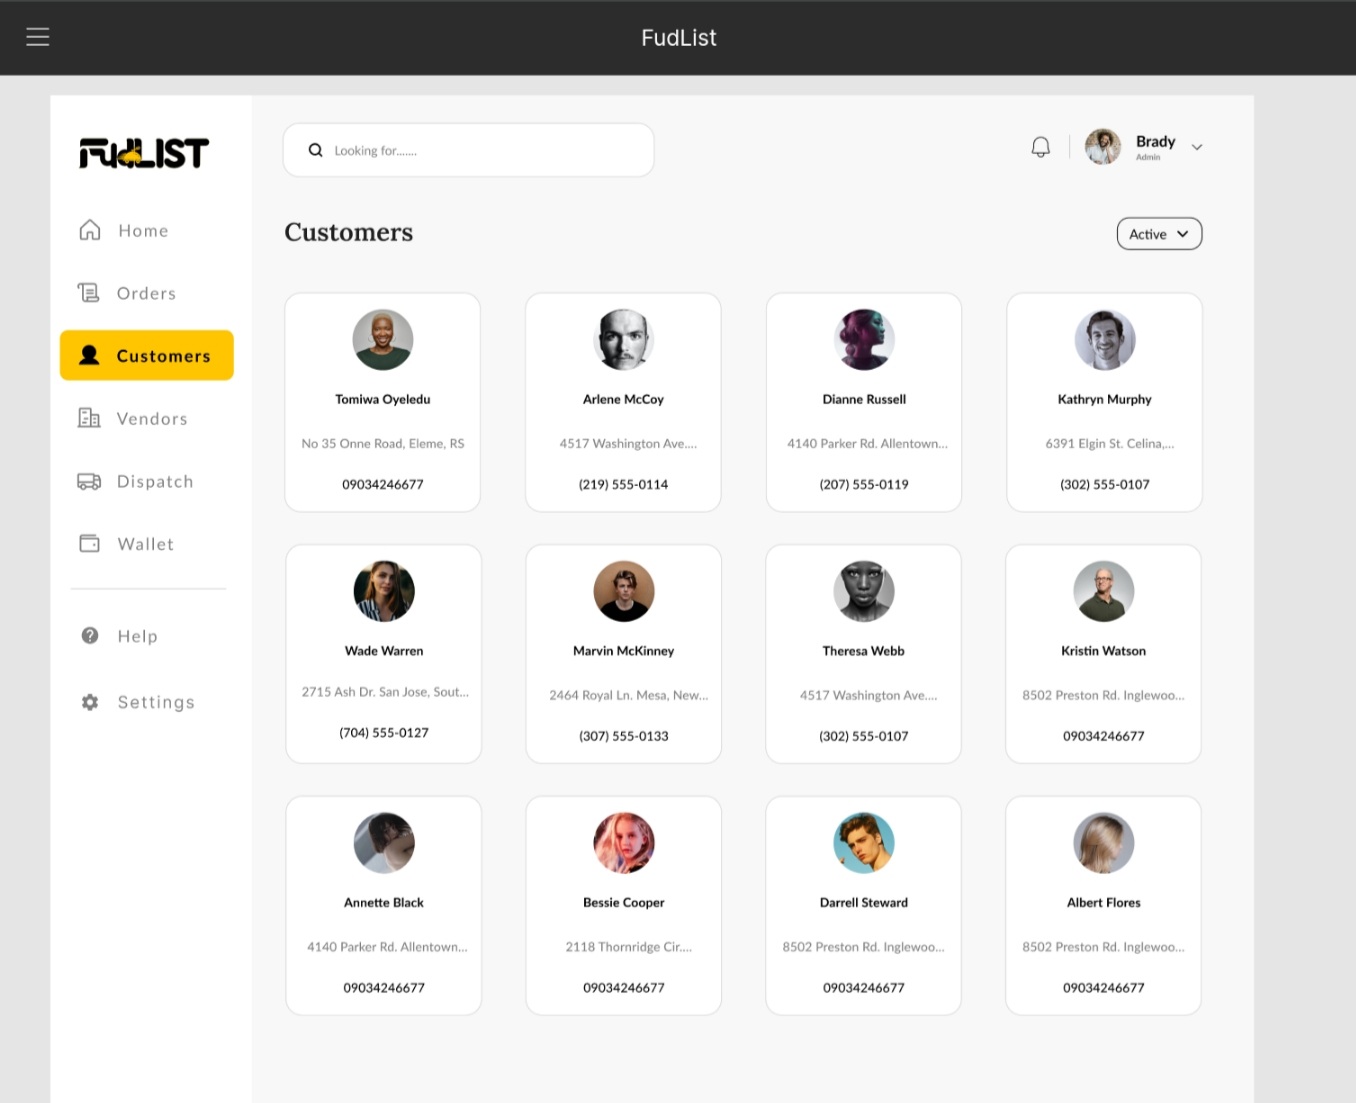 FudList
FudLIST
Looking for.......
Brady
Admin
Home
Orders
Customers
Vendors
Dispatch
Wallet
Help
Settings
Customers
Active
Tomiwa Oyeledu
No 35 Onne Road, Eleme, RS
09034246677
Arlene McCoy
4517 Washington Ave....
(219) 555-0114
Dianne Russell
4140 Parker Rd. Allentown...
(207) 555-0119
Kathryn Murphy
6391 Elgin St. Celina,...
(302) 555-0107
Wade Warren
2715 Ash Dr. San Jose, Sout...
(704) 555-0127
Marvin McKinney
2464 Royal Ln. Mesa, New...
(307) 555-0133
Theresa Webb
4517 Washington Ave....
(302) 555-0107
Kristin Watson
8502 Preston Rd. Inglewoo...
09034246677
Annette Black
4140 Parker Rd. Allentown...
09034246677
Bessie Cooper
2118 Thornridge Cir....
09034246677
Darrell Steward
8502 Preston Rd. Inglewoo...
09034246677
Albert Flores
8502 Preston Rd. Inglewoo...
09034246677